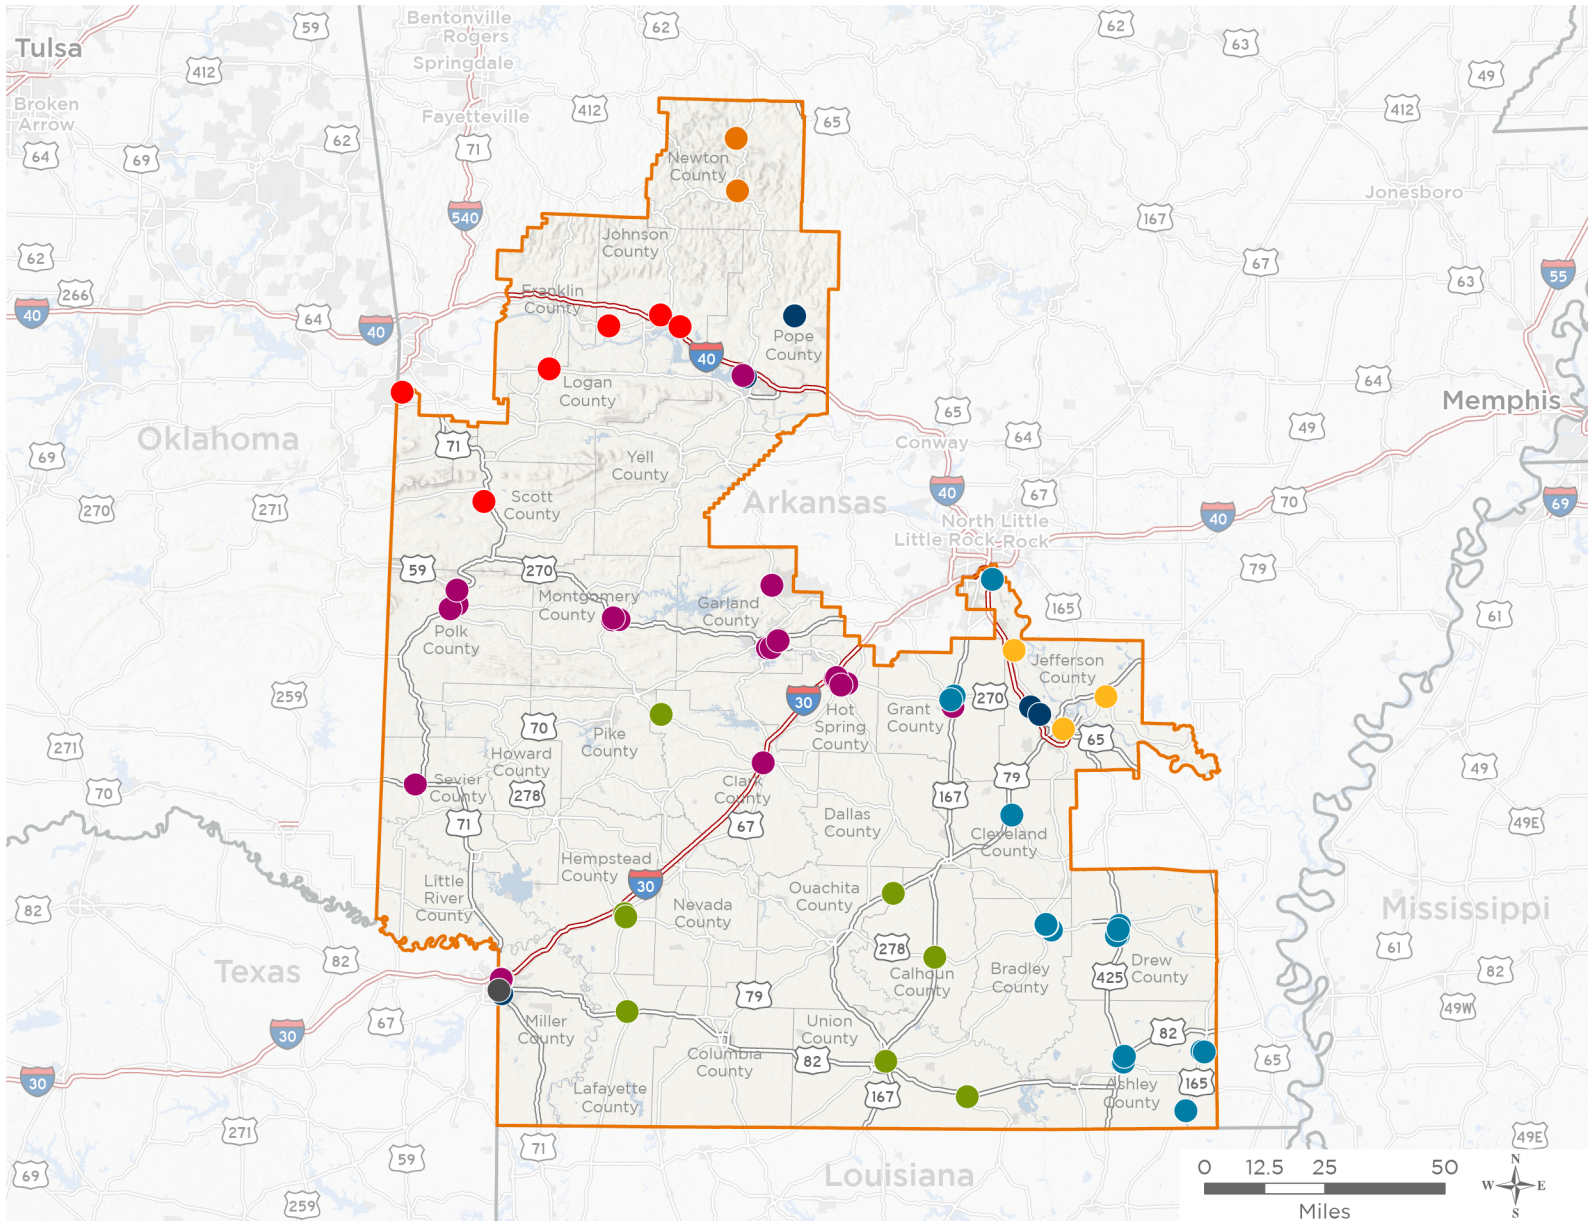 Bentonville
Rogers
Springdale
Fayetteville
Tulsa
Broken
Arrow
59
62
62
63
412
49
412
65
412
62
71
64
69
Newton
County
Jonesboro
540
167
Johnson
County
62
67
55
63
266
40
64
40
Franklin
County
40
Pope
County
Logan
County
64
Memphis
65
49
Oklahoma
71
69
Conway
64
Yell
County
40
67
70
69
270
271
Scott
County
Arkansas
40
North Little
Little Rock
Rock
59
270
79
Montgomery
County
Garland
County
165
61
Polk
County
Jefferson
County
259
30
Hot
Spring
County
Grant
County
270
70
Pike
County
65
271
Howard
County
49
Sevier
County
278
Clark
County
79
167
70
71
67
Dallas
County
49E
Cleveland
County
Hempstead
County
30
Little
River
County
Ouachita
County
82
Nevada
County
Mississippi
278
61
82
Texas
Calhoun
County
Bradley
County
Drew
County
425
82
79
49W
67
30
Miller
County
Union
County
82
Columbia
County
82
65
30
Lafayette
County
167
165
Ashley
County
271
71
59
49E
69
259
Louisiana
0
12.5
25
50
Miles
N
W
E
S